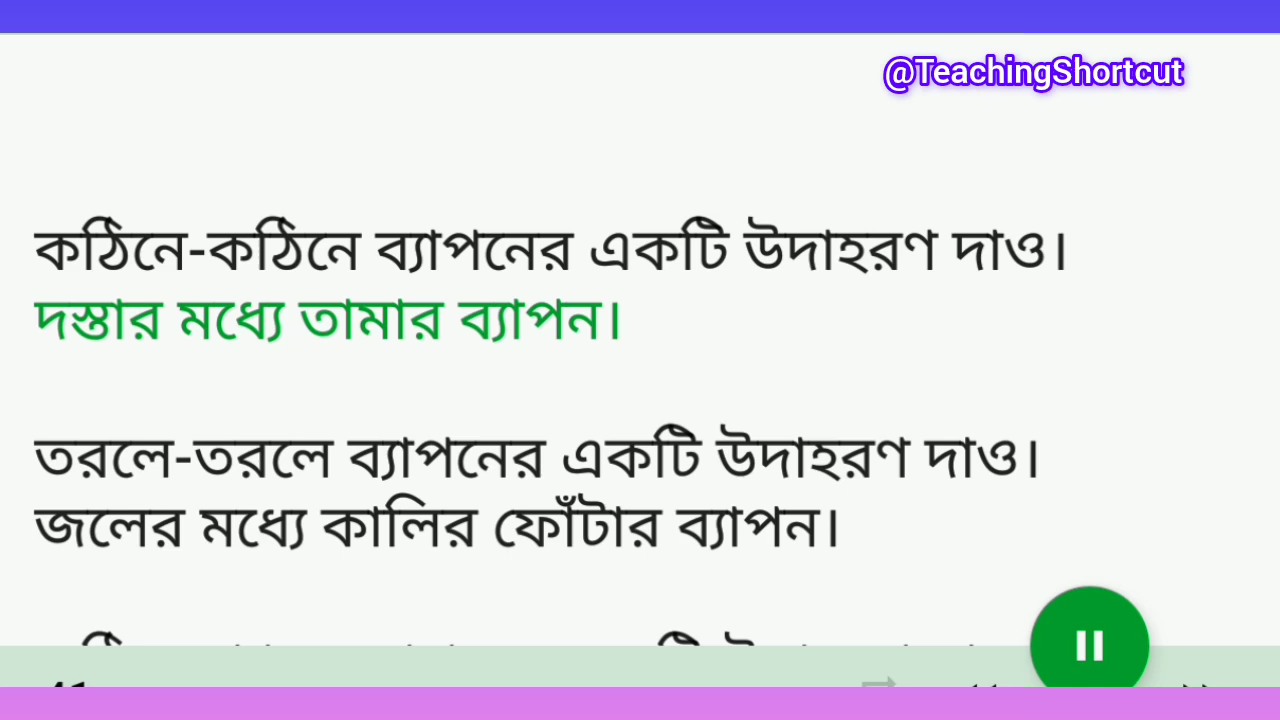 @TeachingShortcut
কঠিনে-কঠিনে ব্যাপনের একটি উদাহরণ দাও।
দস্তার মধ্যে তামার ব্যাপন।
তরলে-তরলে ব্যাপনের একটি উদাহরণ দাও।
জলের মধ্যে কালির ফোঁটার ব্যাপন।